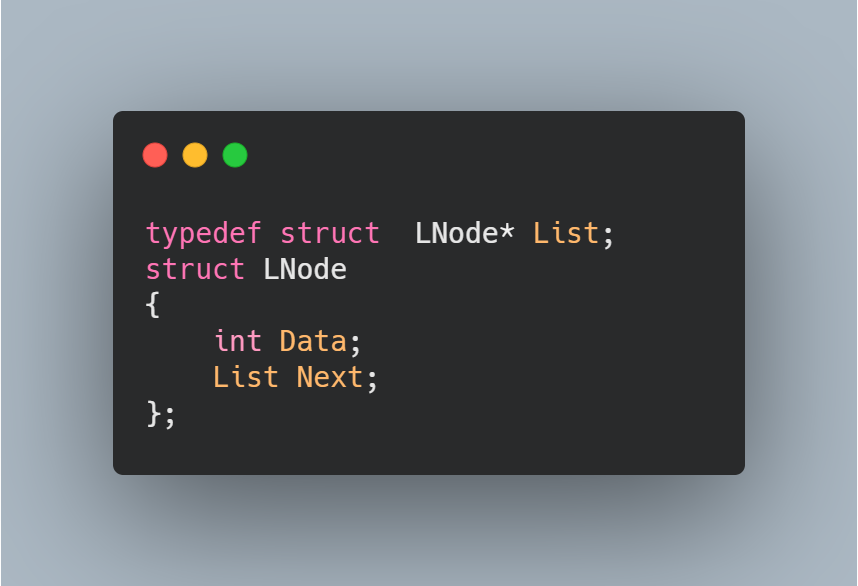 typedef struct  LNode* List;
struct LNode
{
    int Data;
    List Next;
};